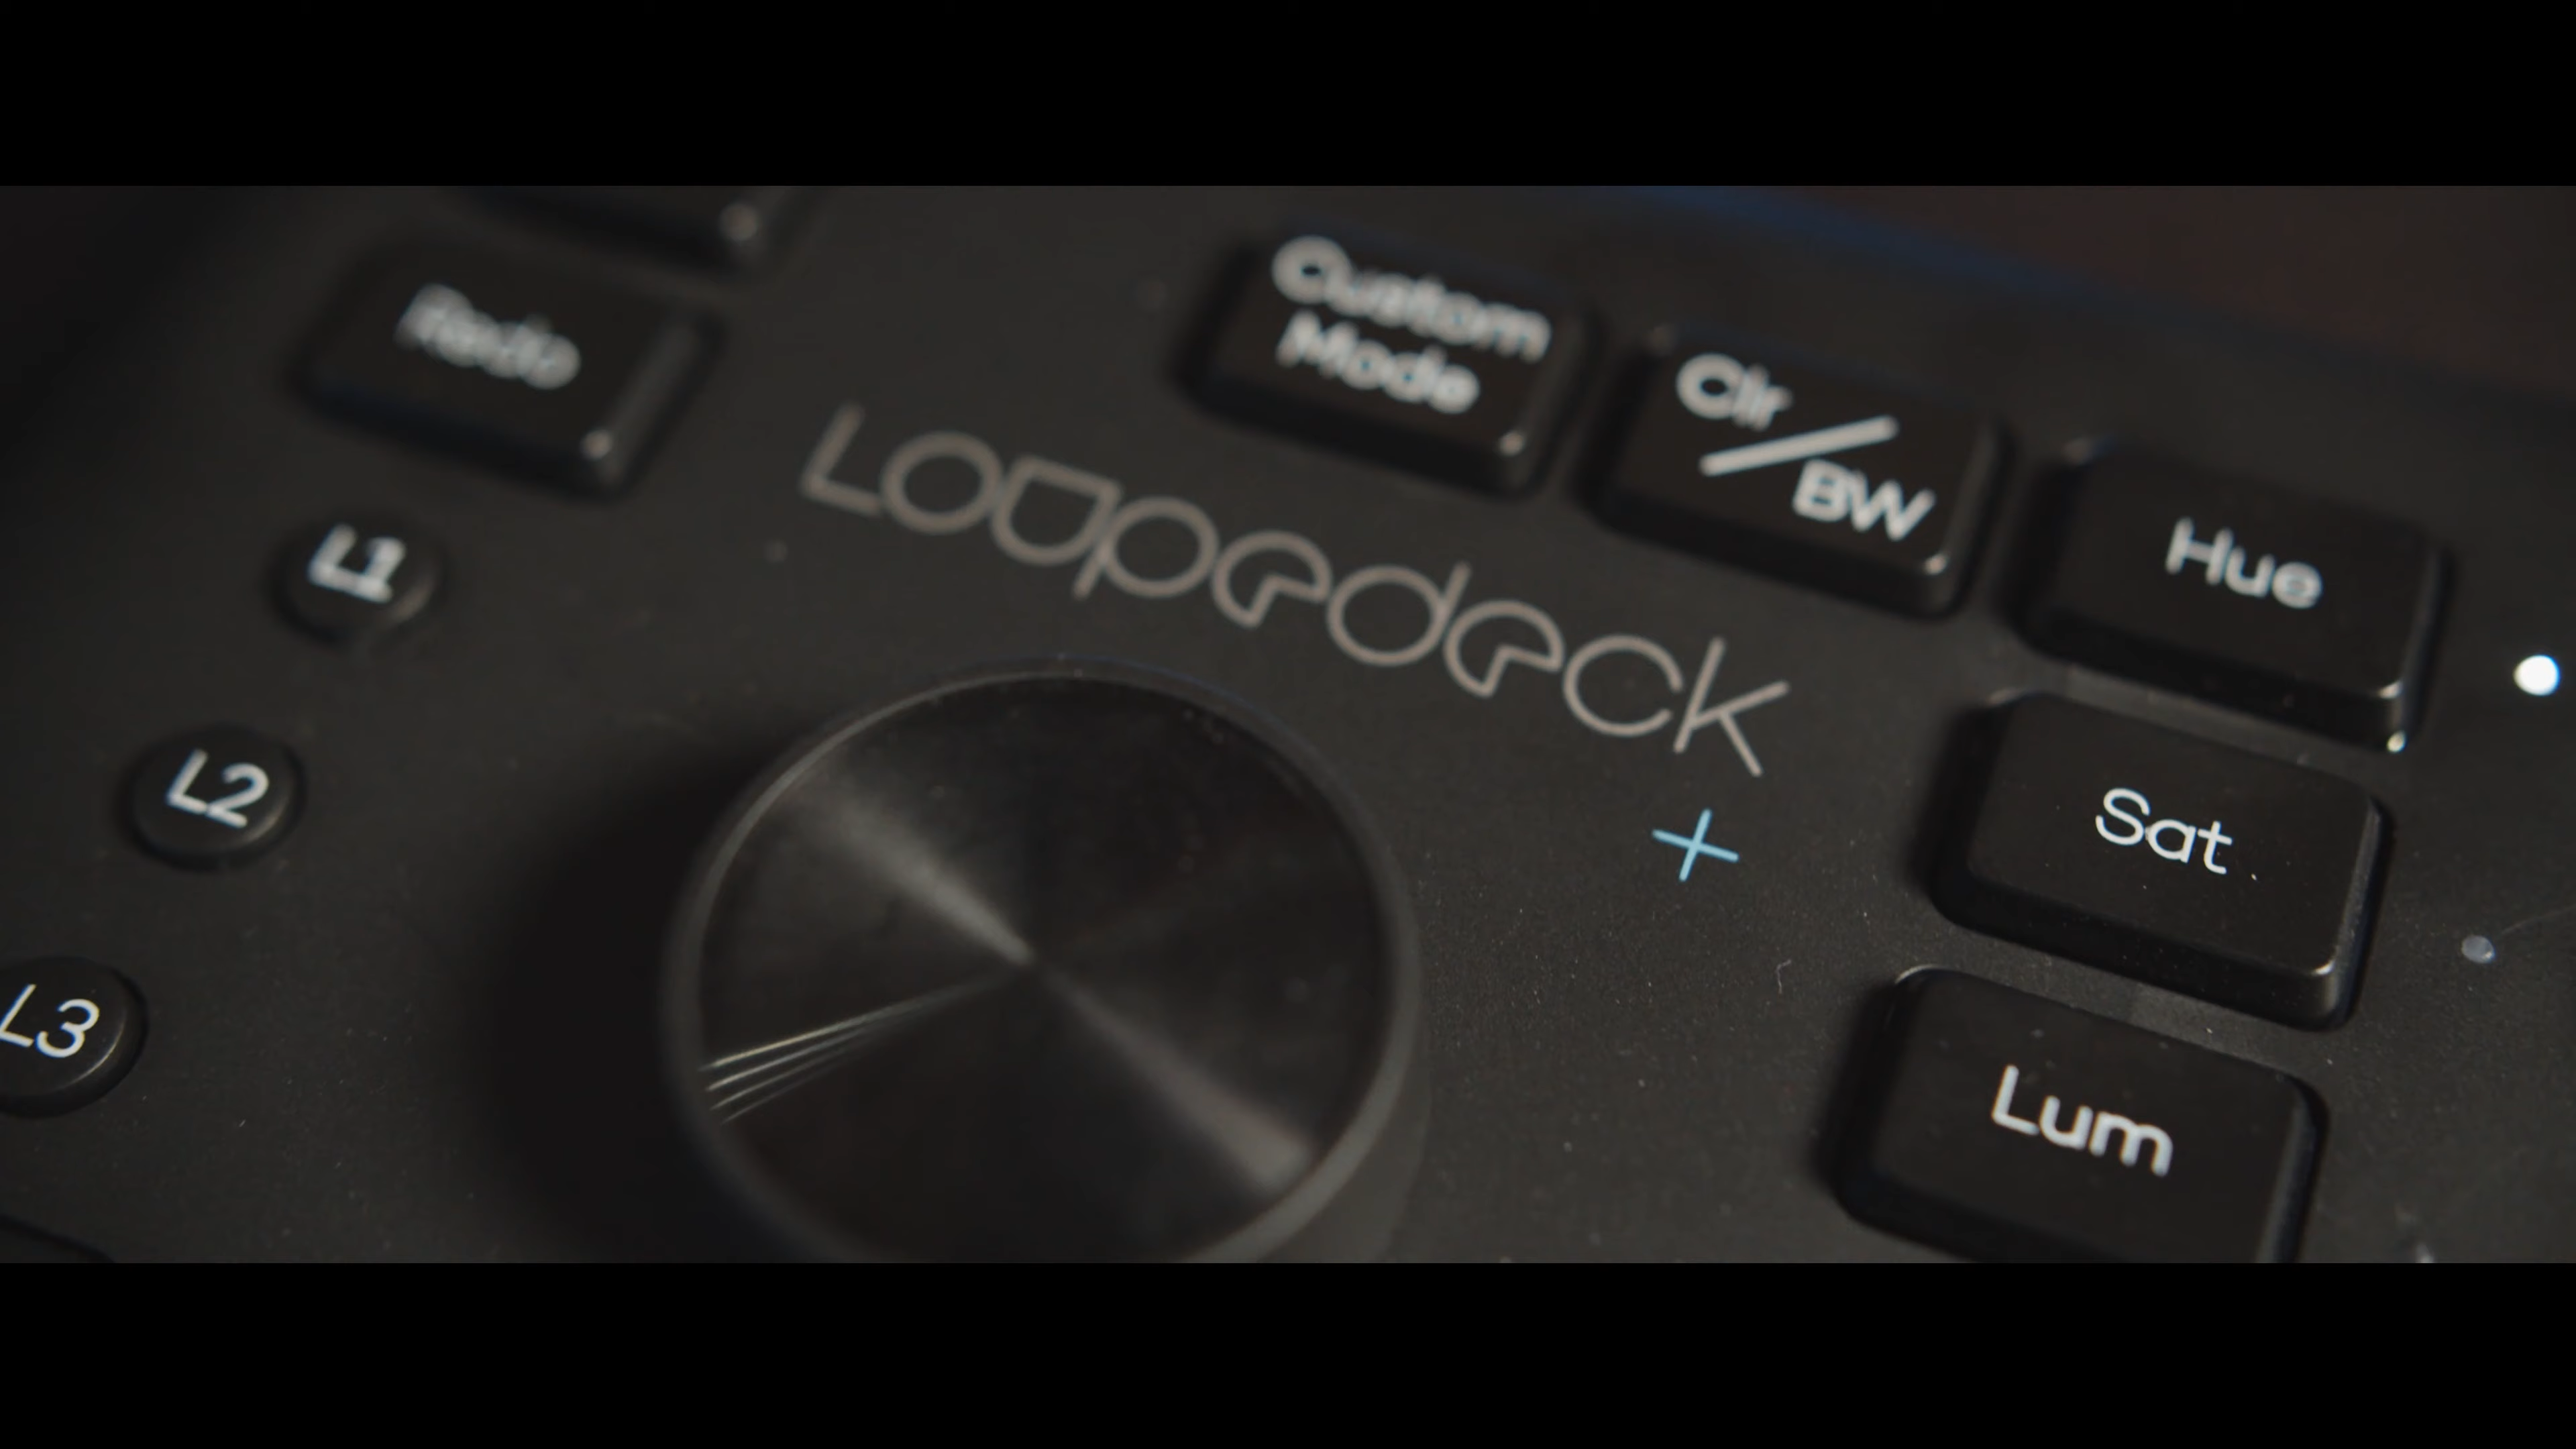 Redo
Custom
Mode
Clr
BW
Hue
L1
Loupedeck
+
L2
Sat
L3
Lum